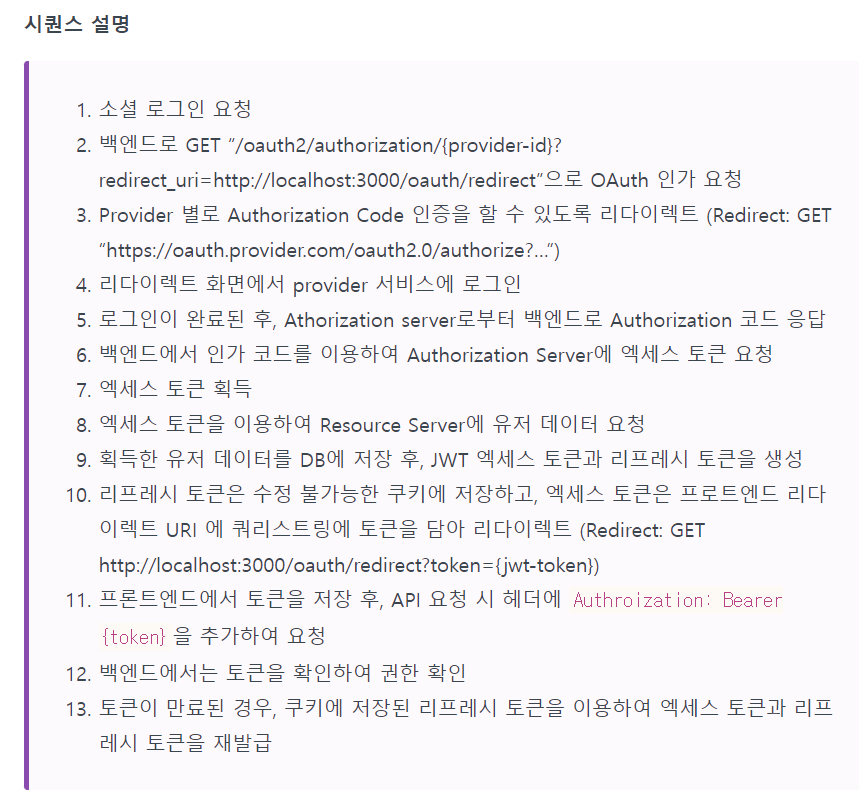 시퀀스 설명
1. 소셜 로그인 요청
2. 백엔드로 GET “/oauth2/authorization/{provider-id}?
redirect_uri=http://localhost:3000/oauth/redirect”으로 OAuth 인가 요청
3. Provider 별로 Authorization Code 인증을 할 수 있도록 리다이렉트 (Redirect: GET
“https://oauth.provider.com/oauth2.0/authorize?…”)
4. 리다이렉트 화면에서 provider 서비스에 로그인
5. 로그인이 완료된 후, Athorization server로부터 백엔드로 Authorization 코드 응답
6. 백엔드에서 인가 코드를 이용하여 Authorization Server에 엑세스 토큰 요청
7. 엑세스 토큰 획득
8. 엑세스 토큰을 이용하여 Resource Server에 유저 데이터 요청
9. 획득한 유저 데이터를 DB에 저장 후, JWT 엑세스 토큰과 리프레시 토큰을 생성
10. 리프레시 토큰은 수정 불가능한 쿠키에 저장하고, 엑세스 토큰은 프로트엔드 리다
이렉트 URI 에 쿼리스트링에 토큰을 담아 리다이렉트 (Redirect: GET
http://localhost:3000/oauth/redirect?token={jwt-token})
11. 프론트엔드에서 토큰을 저장 후, API 요청 시 헤더에 Authroization: Bearer
{token} 을 추가하여 요청
12. 백엔드에서는 토큰을 확인하여 권한 확인
13. 토큰이 만료된 경우, 쿠키에 저장된 리프레시 토큰을 이용하여 엑세스 토큰과 리프
레시 토큰을 재발급